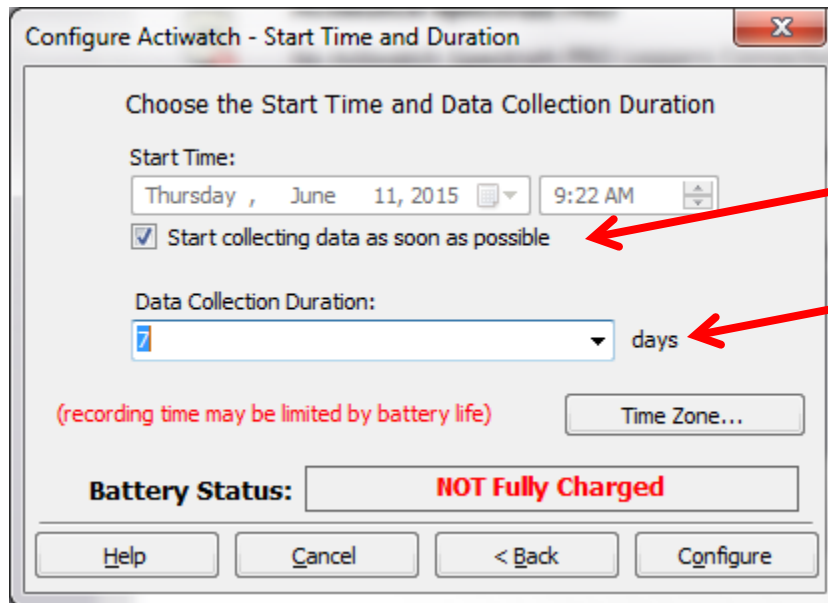 Configure Actiwatch - Start Time and Duration
Choose the Start Time and Data Collection Duration
Start Time:
Thursday , June 11, 2015 9:22 AM
Start collecting data as soon as possible
Data Collection Duration:
7 days
(recording time may be limited by battery life) Time Zone...
Battery Status: NOT Fully Charged
Help Cancel < Back Configure